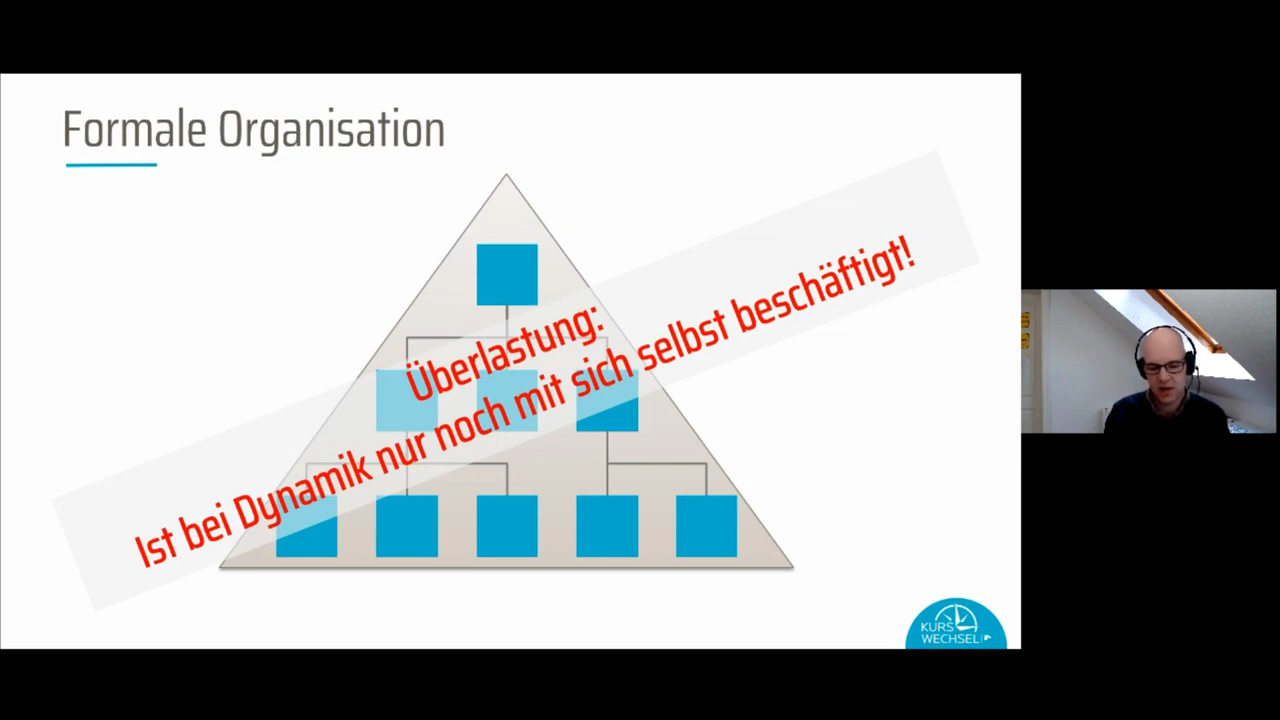 Formale Organisation
Überlastung:
Ist bei Dynamik nur noch mit sich selbst beschäftigt!
KURS
WECHSEL